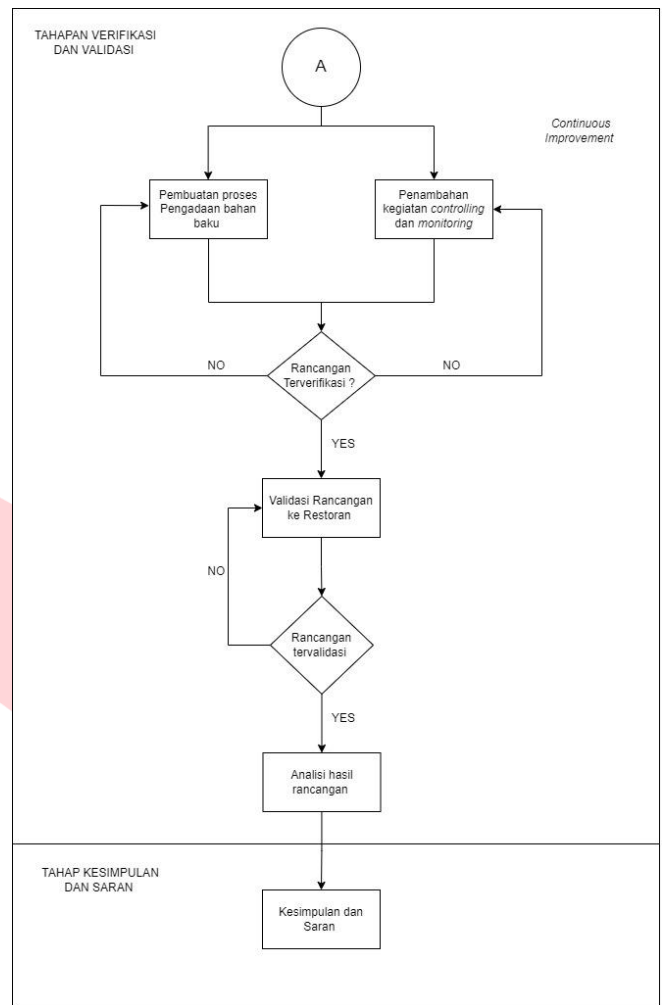 TAHAPAN VERIFIKASI
DAN VALIDASI
A
Continuous
Improvement
Pembuatan proses
Pengadaan bahan
baku
Penambahan
kegiatan controlling
dan monitoring
NO
Rancangan
Terverifikasi ?
NO
YES
Validasi Rancangan
ke Restoran
NO
Rancangan
tervalidasi
YES
Analisi hasil
rancangan
TAHAP KESIMPULAN
DAN SARAN
Kesimpulan dan
Saran